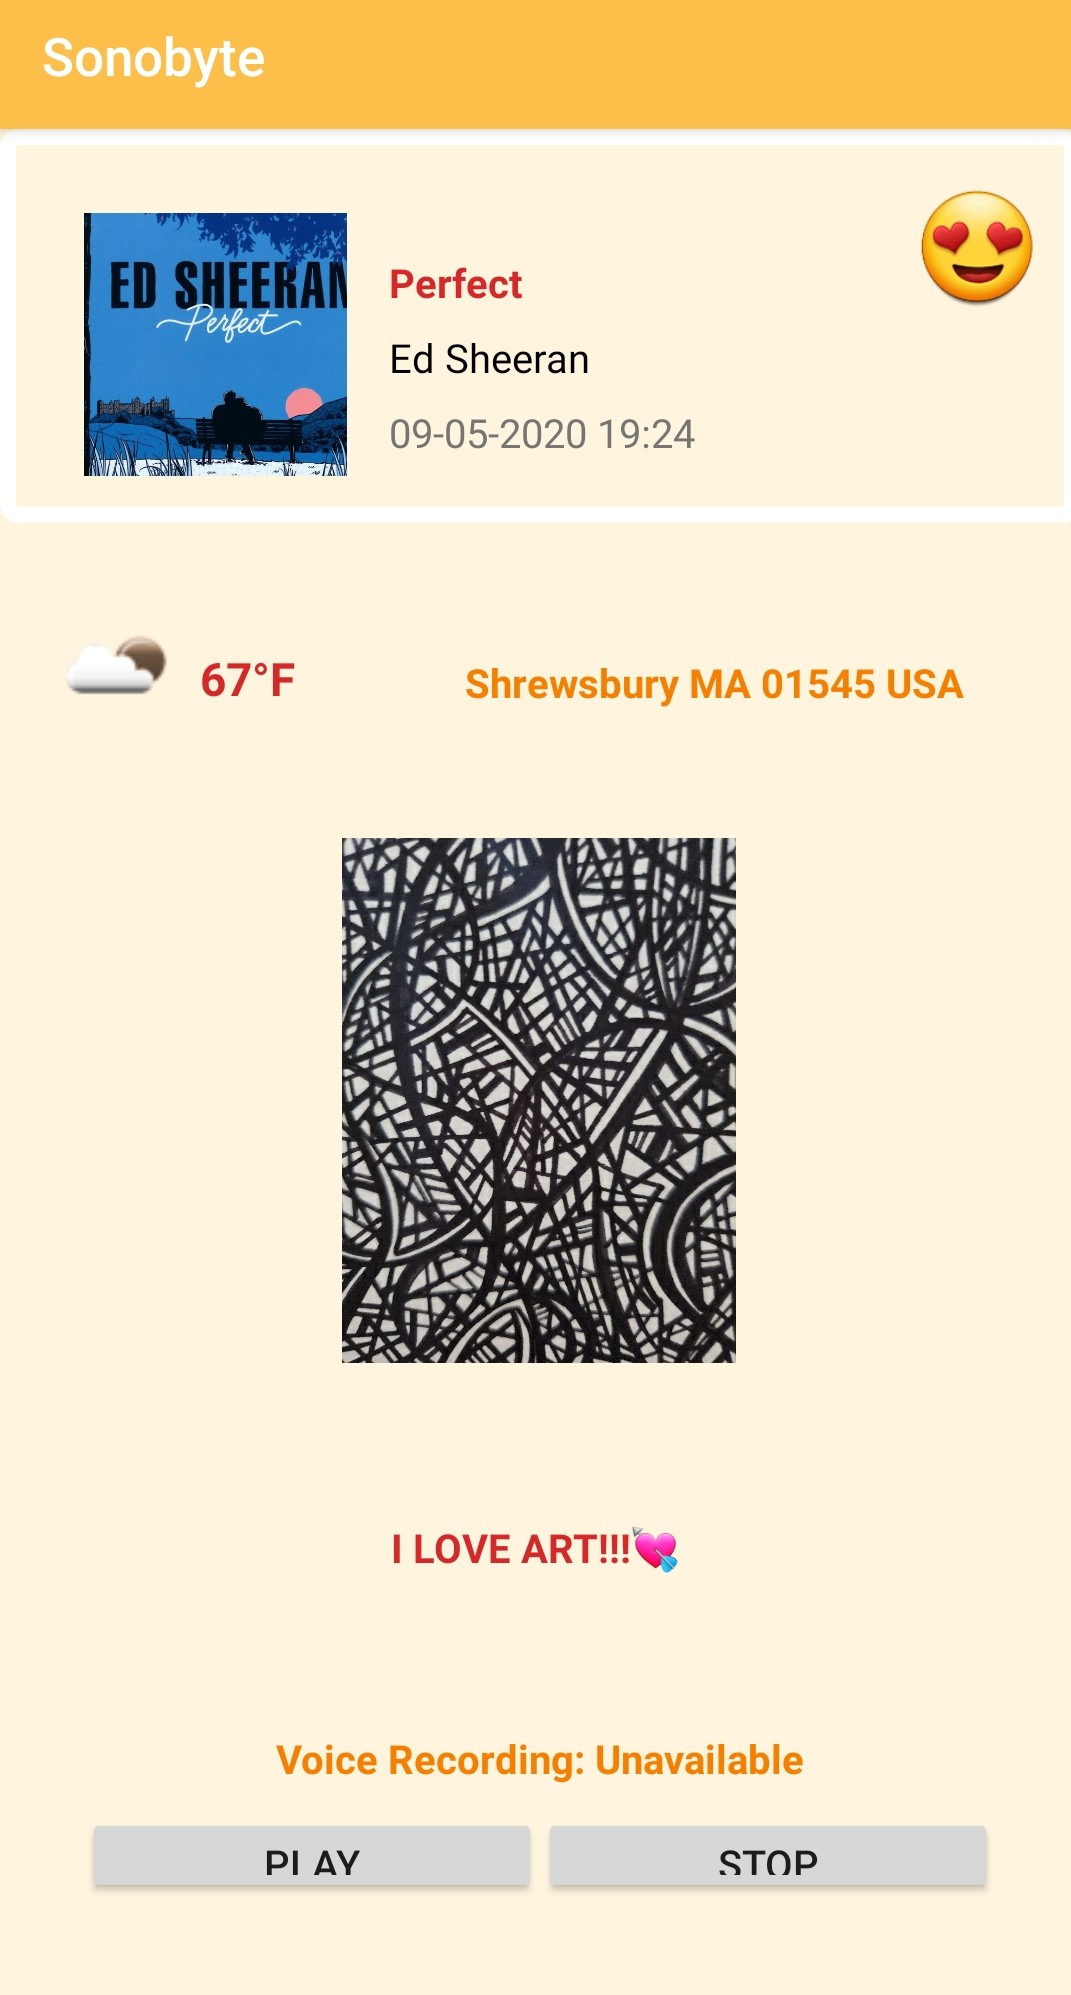 Sonobyte
ED SHEERAN
Perfect
Perfect
Ed Sheeran
09-05-2020 19:24
67°F
Shrewsbury MA 01545 USA
I LOVE ART!!!💘
Voice Recording: Unavailable
PLAY
STOP